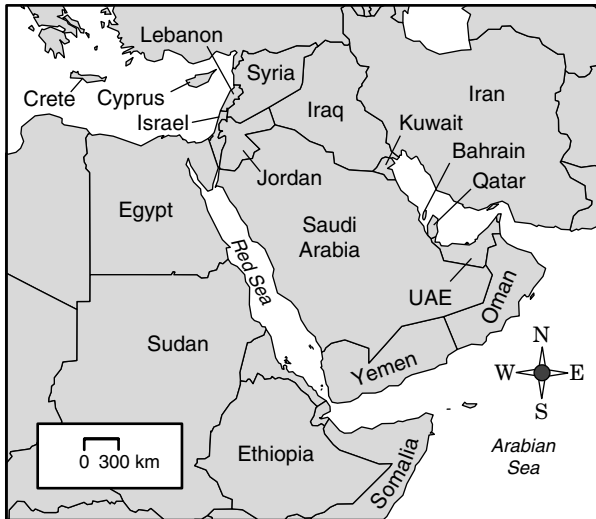 Lebanon
Syria
Iran
Crete
Cyprus
Iraq
Israel
Kuwait
Bahrain
Jordan
Qatar
Egypt
Saudi
Arabia
Red Sea
UAE
Oman
Sudan
Yemen
N
W
E
S
0 300 km
Ethiopia
Somalia
Arabian
Sea